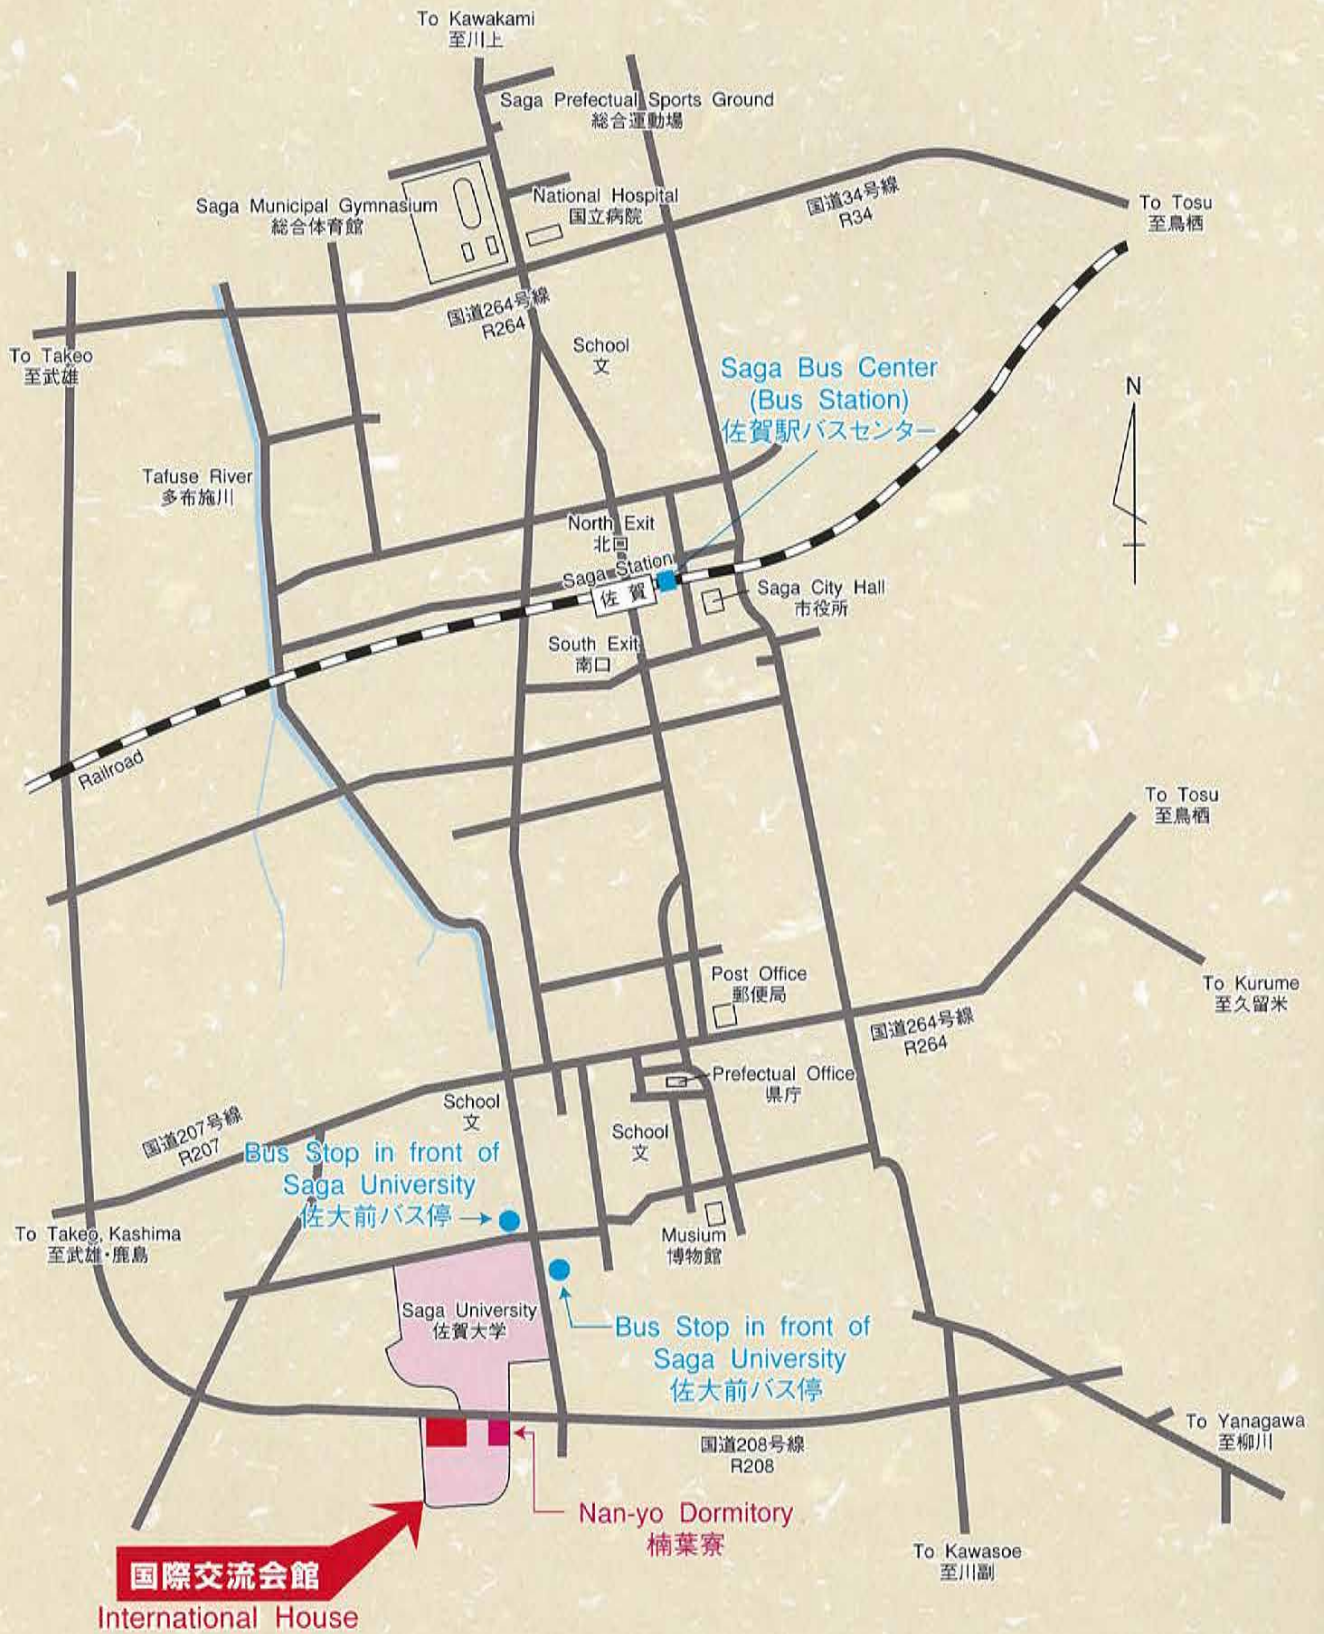 To Kawakami
至川上
Saga Prefectual Sports Ground
総合運動場
Saga Municipal Gymnasium
総合体育館
National Hospital
国立病院
国道34号線
R34
To Tosu
至鳥栖
国道264号線
R264
To Takeo
至武雄
School
文
Saga Bus Center
(Bus Station)
佐賀駅バスセンター
N
Tafuse River
多布施川
North Exit
北口
Saga Station
佐賀
Saga City Hall
市役所
South Exit
南口
Railroad
To Tosu
至鳥栖
Post Office
郵便局
To Kurume
至久留米
国道264号線
R264
Prefectual Office
県庁
School
文
国道207号線
R207
School
文
Bus Stop in front of
Saga University
佐大前バス停
To Takeo, Kashima
至武雄・鹿島
Musium
博物館
Saga University
佐賀大学
Bus Stop in front of
Saga University
佐大前バス停
国道208号線
R208
To Yanagawa
至柳川
Nan-yo Dormitory
楠葉寮
To Kawasoe
至川副
国際交流会館
International House